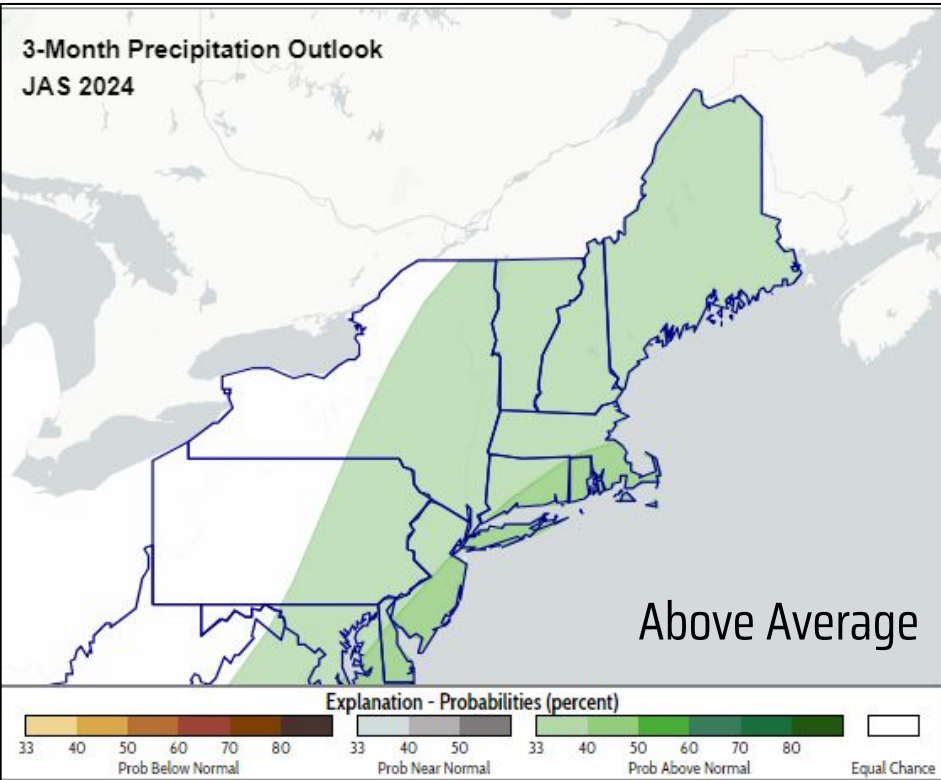 3-Month Precipitation Outlook
JAS 2024
Above Average
Explanation - Probabilities (percent)
33 40 50 60 70 80 33 40 50 33 40 50 60 70 80
Prob Below Normal Prob Near Normal Prob Above Normal Equal Chance